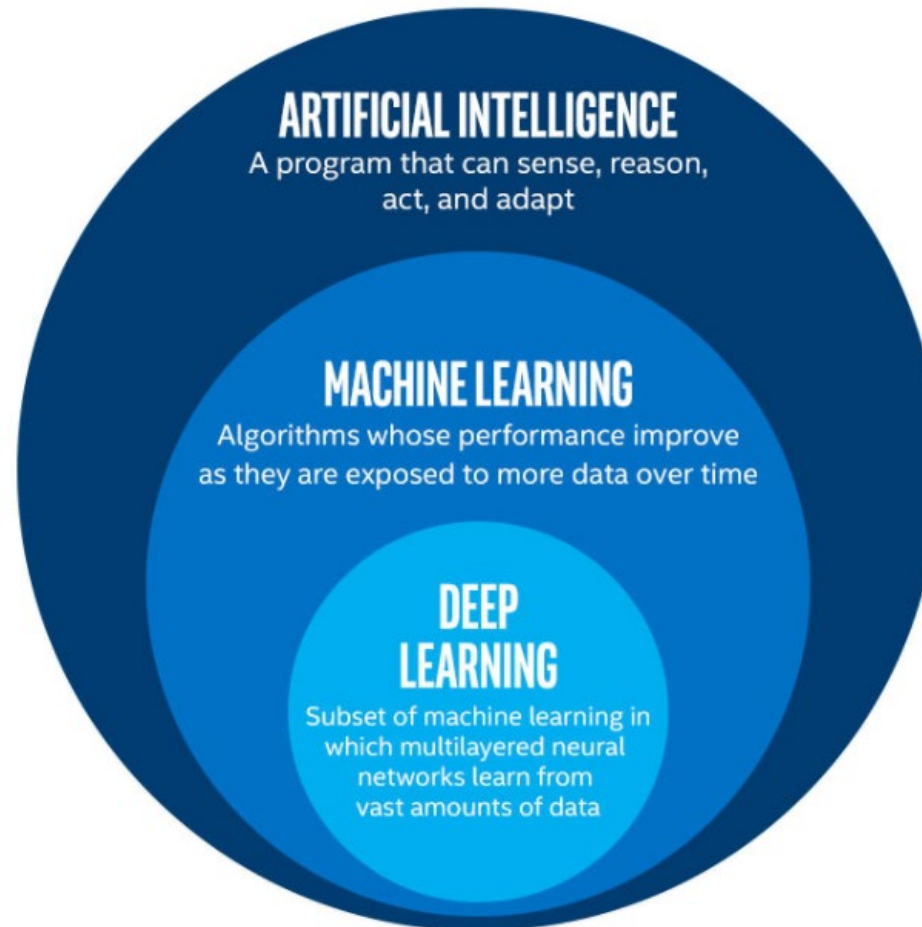 ARTIFICIAL INTELLIGENCE
A program that can sense, reason,
act, and adapt
MACHINE LEARNING
Algorithms whose performance improve
as they are exposed to more data over time
DEEP
LEARNING
Subset of machine learning in
which multilayered neural
networks learn from
vast amounts of data